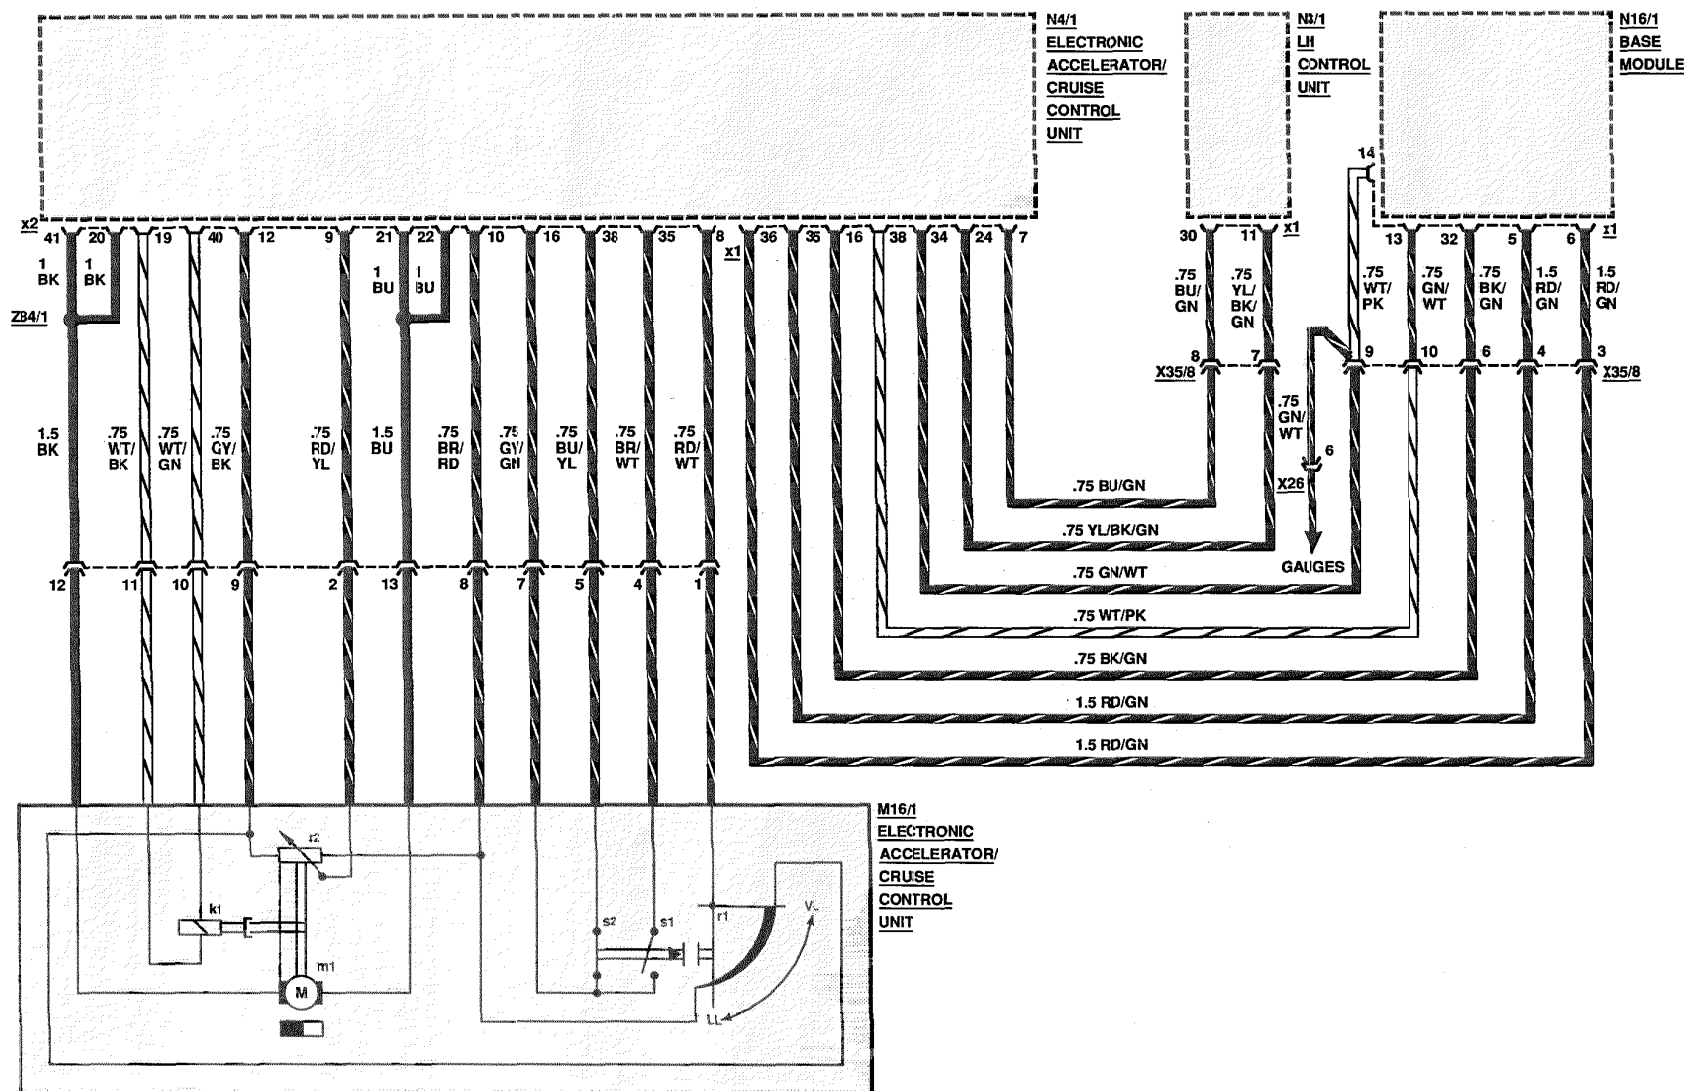 N4/1
ELECTRONIC
ACCELERATOR/
CRUISE
CONTROL
UNIT
N3/1
LH
CONTROL
UNIT
N16/1
BASE
MODULE
14
x2
41
20
19
40
12
9
21
22
10
16
38
35
8
x1
36
35
16
38
34
24
7
30
11
x1
13
32
5
6
x1
1
BK
1
BK
1
BU
1
BU
.75
BU/
GN
.75
YL/
BK/
GN
.75
WT/
PK
.75
GN/
WT
.75
BK/
GN
1.5
RD/
GN
1.5
RD/
GN
Z84/1
8
7
X35/8
9
10
6
4
3
X35/8
1.5
BK
.75
WT/
BK
.75
WT/
GN
.75
GY/
BK
.75
RD/
YL
1.5
BU
.75
BR/
RD
.75
GY/
GN
.75
BU/
YL
.75
BR/
WT
.75
RD/
WT
.75
GN/
WT
6
X26
GAUGES
.75 BU/GN
.75 YL/BK/GN
.75 GN/WT
.75 WT/PK
.75 BK/GN
1.5 RD/GN
1.5 RD/GN
12
11
10
9
2
13
8
7
5
4
1
M16/1
ELECTRONIC
ACCELERATOR/
CRUISE
CONTROL
UNIT
r2
k1
m1
M
s2
s1
r1
LL